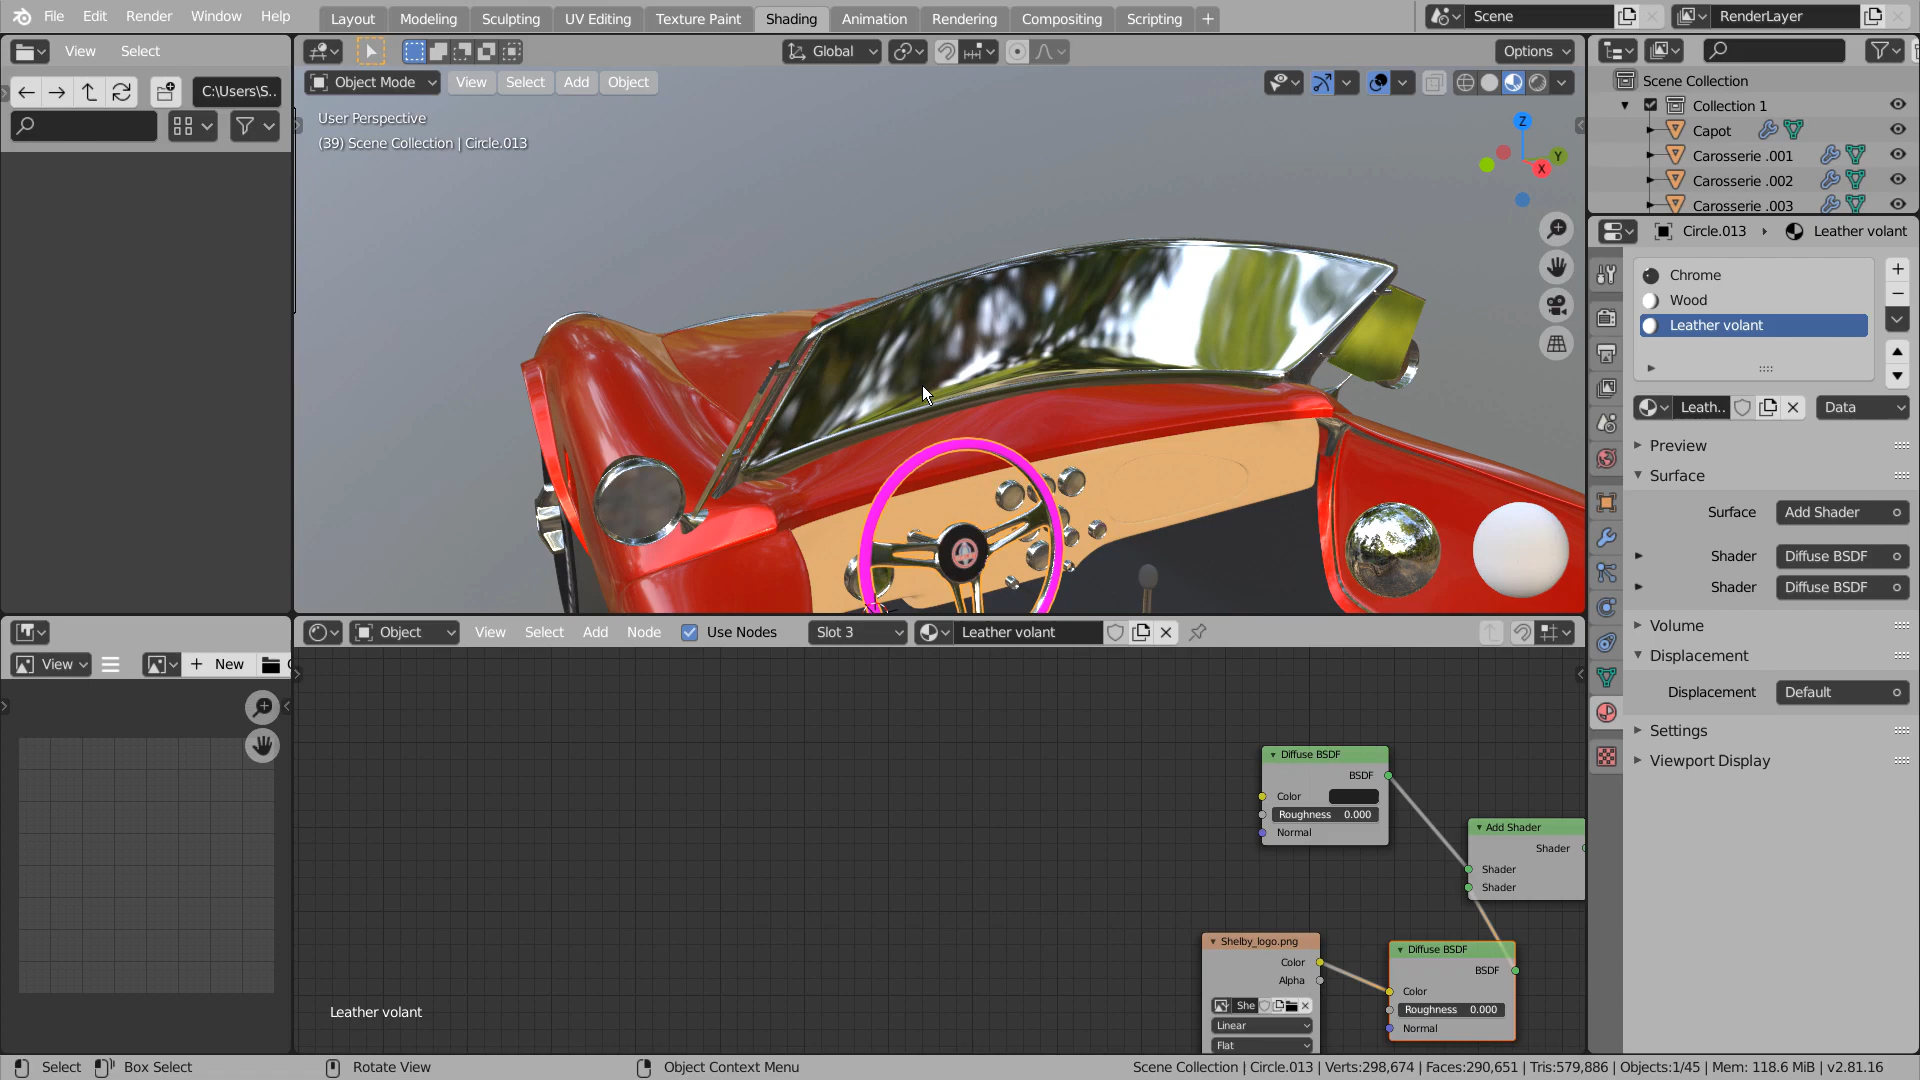 File Edit Render Window Help
Layout Modeling Sculpting UV Editing Texture Paint Shading Animation Rendering Compositing Scripting +
Scene
RenderLayer
View Select
Global
Options
C:\Users\S..
Object Mode View Select Add Object
User Perspective
(39) Scene Collection | Circle.013
Z
Y
X
Scene Collection
Collection 1
Capot
Carosserie .001
Carosserie .002
Carosserie .003
Circle.013 Leather volant
Chrome
Wood
Leather volant
Leath.. Data
Preview
Surface
Surface Add Shader
Shader Diffuse BSDF
Shader Diffuse BSDF
Volume
Displacement
Displacement Default
Settings
Viewport Display
Object View Select Add Node Use Nodes Slot 3 Leather volant
View New
Diffuse BSDF
BSDF
Color
Roughness 0.000
Normal
Add Shader
Shader
Shader
Shader
Shelby_logo.png
Color
Alpha
She
Linear
Flat
Diffuse BSDF
BSDF
Color
Roughness 0.000
Normal
Leather volant
Select Box Select Rotate View Object Context Menu
Scene Collection | Circle.013 | Verts:298,674 | Faces:290,651 | Tris:579,886 | Objects:1/45 | Mem: 118.6 MiB | v2.81.16